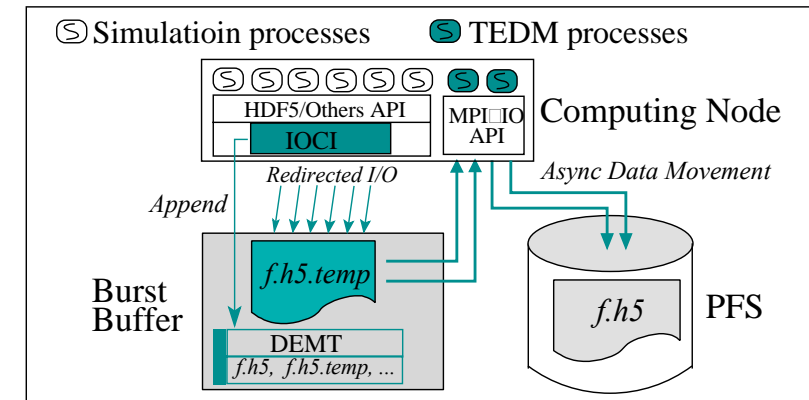 Simulatioin processes
TEDM processes
HDF5/Others API
IOCI
MPI□IO
API
Computing Node
Redirected I/O
Async Data Movement
Append
f.h5.temp
Burst
Buffer
f.h5
PFS
DEMT
f.h5, f.h5.temp, ...